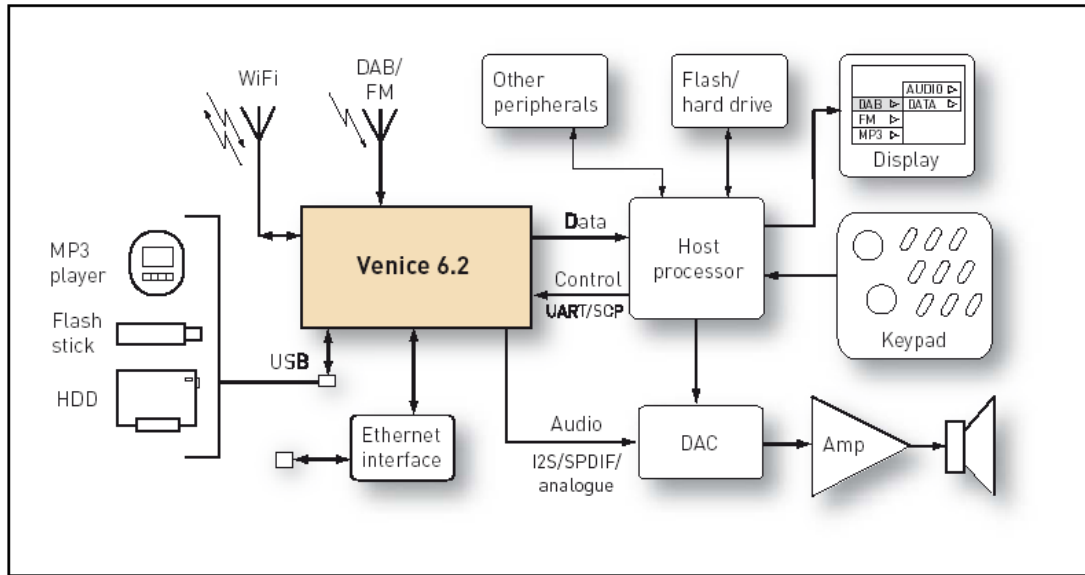 WiFi
DAB/
FM
Other
peripherals
Flash/
hard drive
AUDIO
DAB
DATA
FM
MP3
Display
MP3
player
Flash
stick
HDD
Venice 6.2
Data
Control
UART/SCP
Host
processor
Keypad
USB
Ethernet
interface
Audio
I2S/SPDIF/
analogue
DAC
Amp